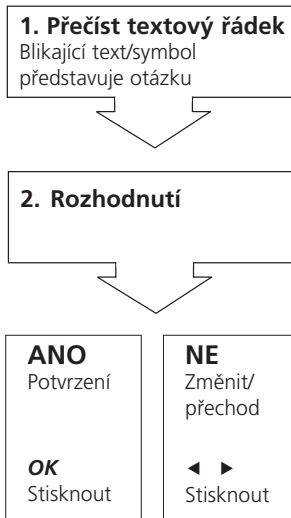 1. Přečíst textový řádek
Blikající text/symbol
představuje otázku
2. Rozhodnutí
ANO
Potvrzení
OK
Stisknout
NE
Změnit/
přechod
◄ ►
Stisknout